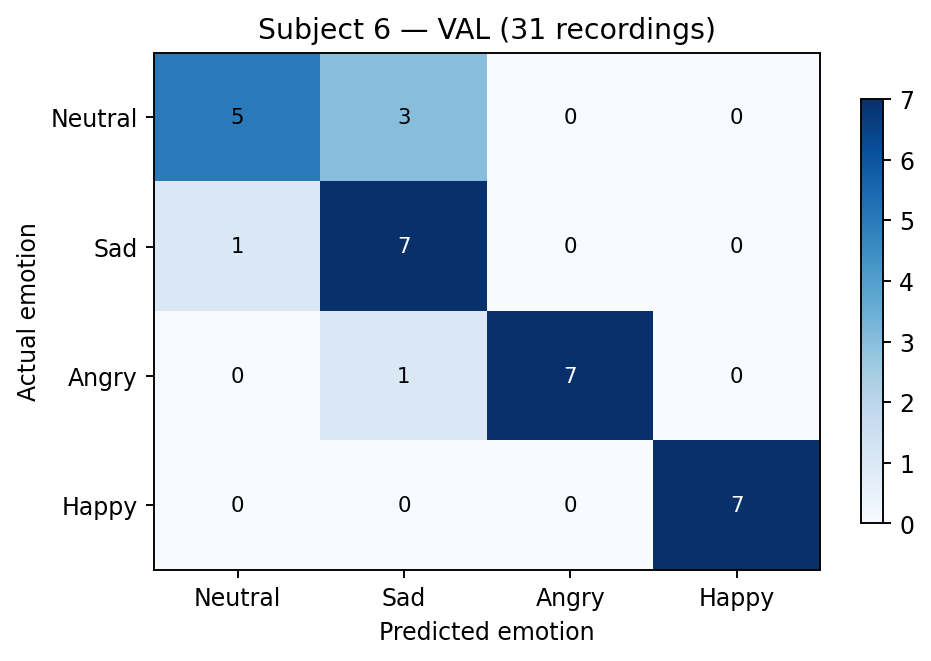 Subject 6 — VAL (31 recordings)
Neutral 5 3 0 0
Sad 1 7 0 0
Angry 0 1 7 0
Happy 0 0 0 7
Neutral Sad Angry Happy
Predicted emotion
Actual emotion
7
6
5
4
3
2
1
0